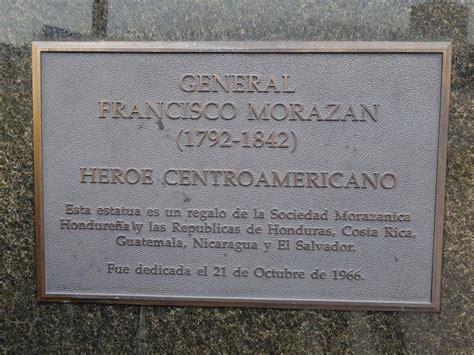 GENERAL
FRANCISCO MORAZAN
(1792-1842)
HEROE CENTROAMERICANO
Esta estatua es un regalo de la Sociedad Morazanica
Hondureña y las Republicas de Honduras, Costa Rica,
Guatemala, Nicaragua y El Salvador.
Fue dedicada el 21 de Octubre de 1966.